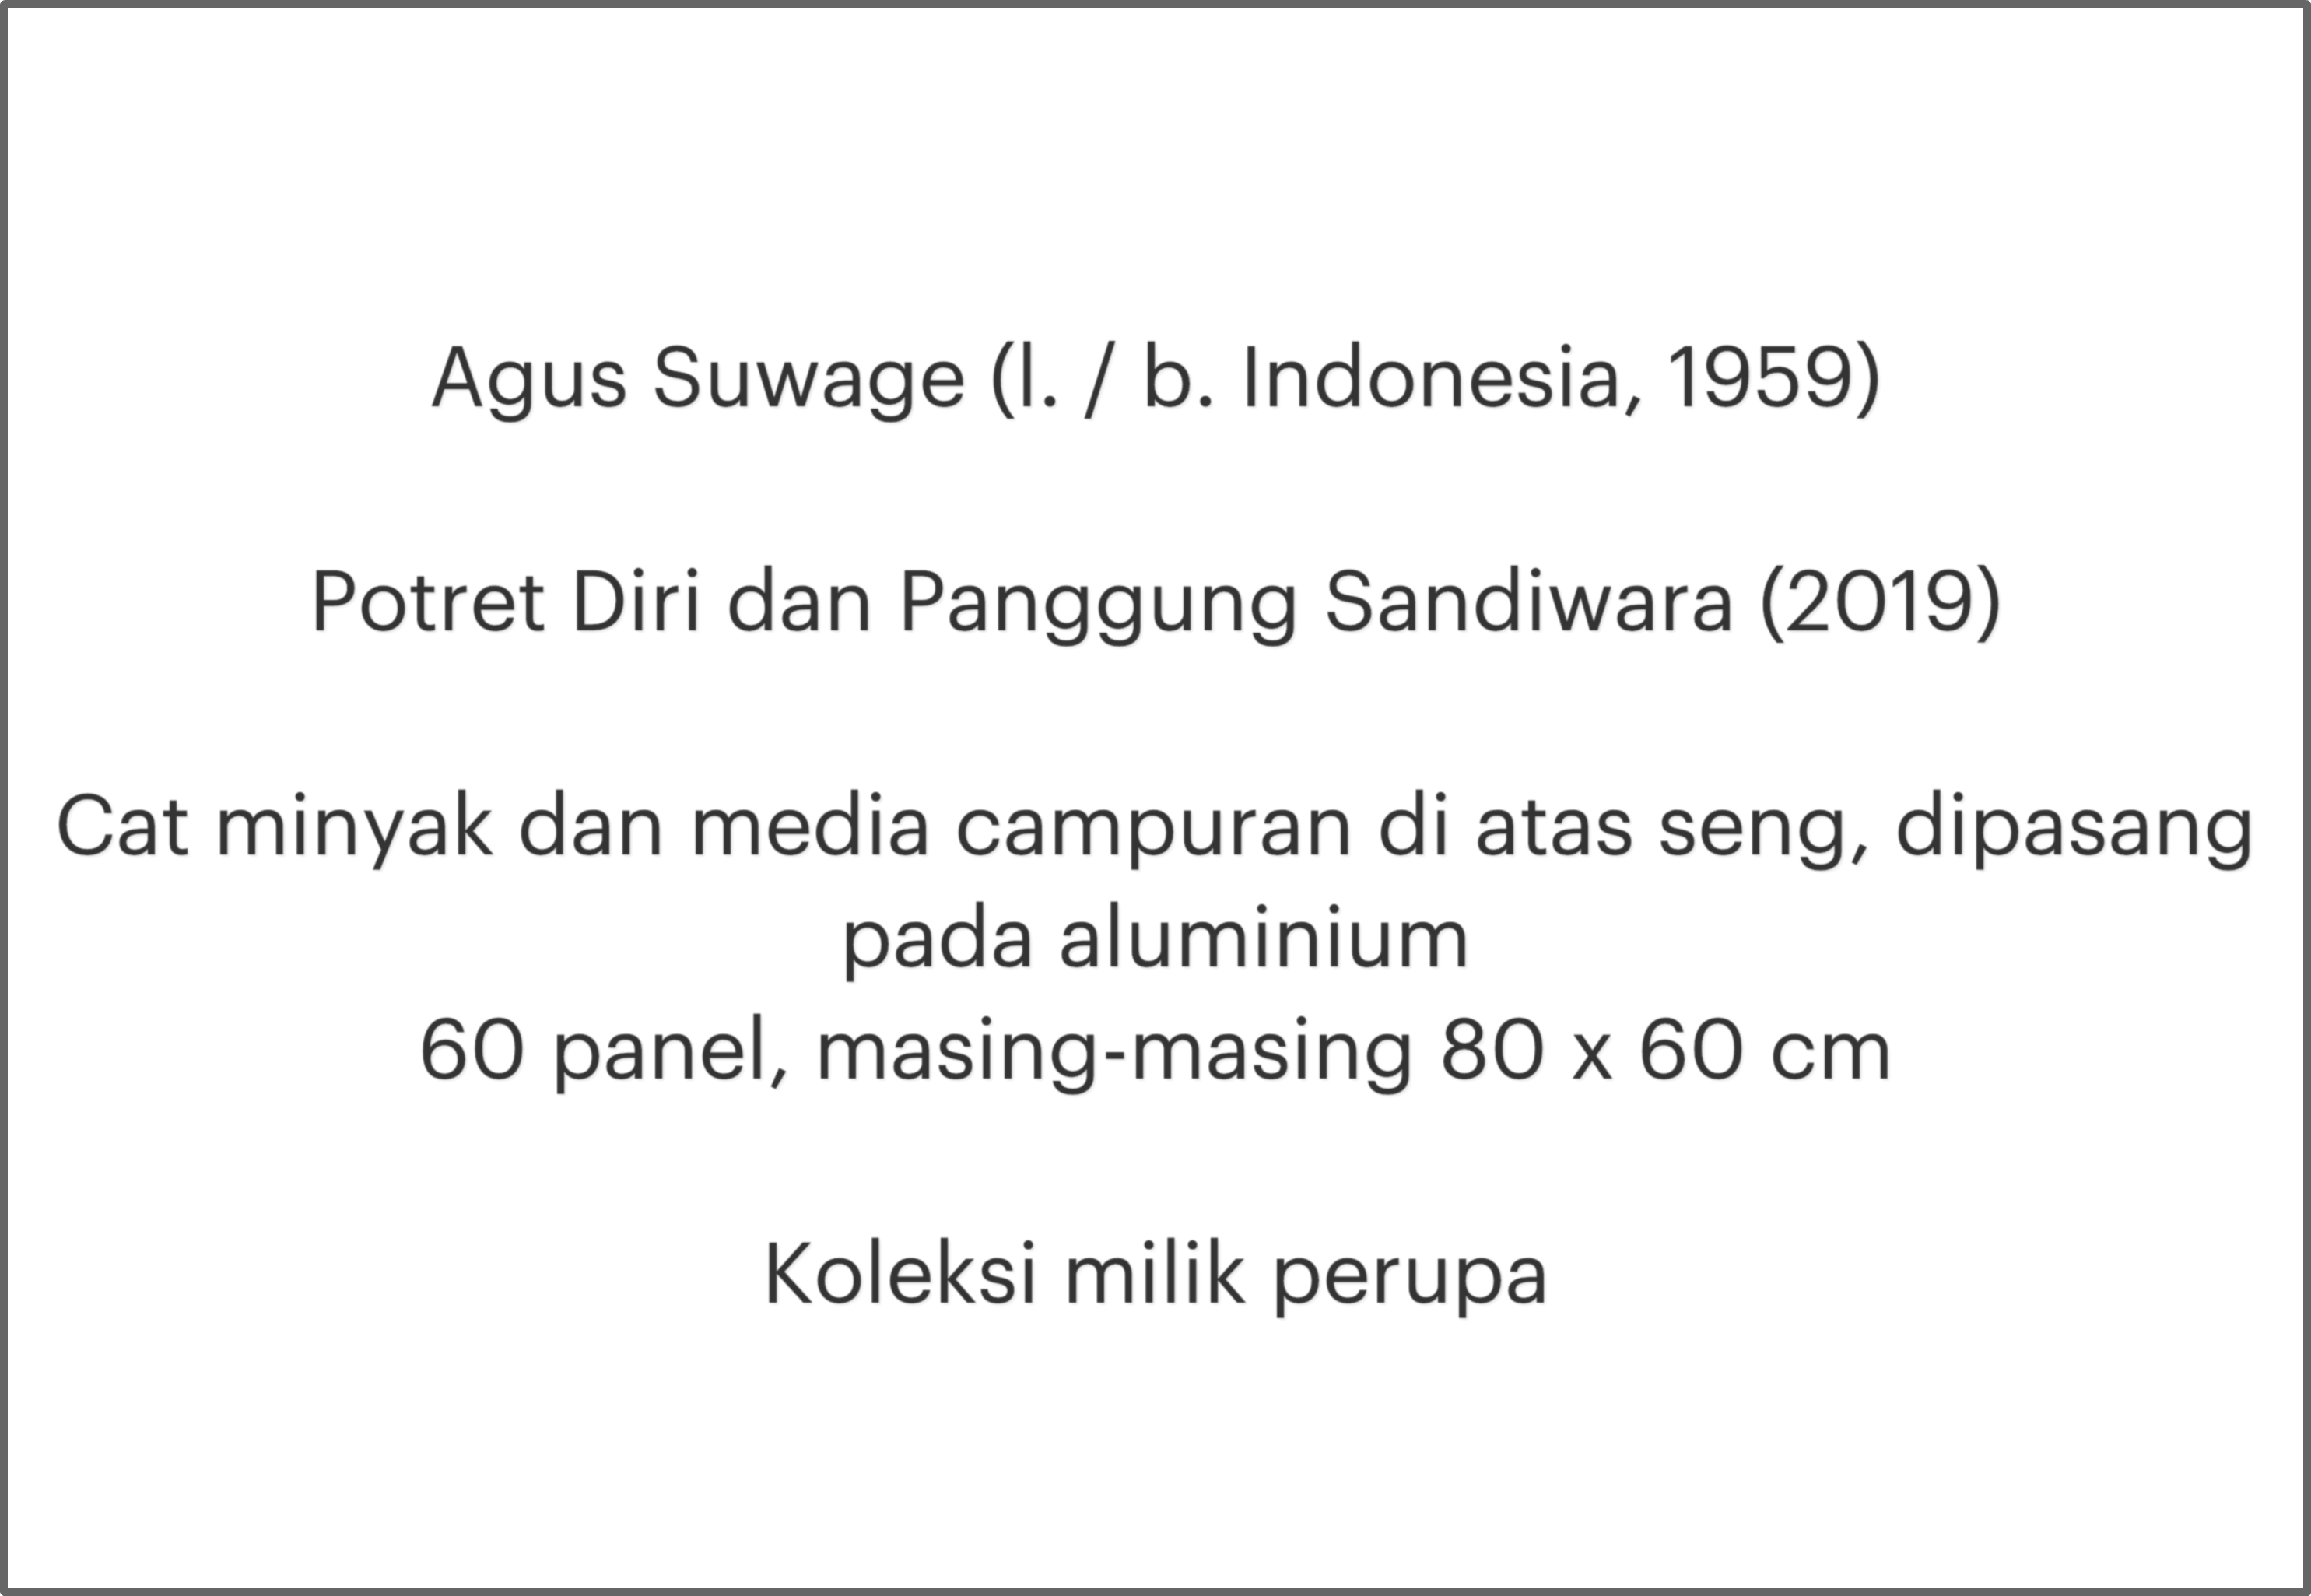 Agus Suwage (l. / b. Indonesia, 1959)
Potret Diri dan Panggung Sandiwara (2019)
Cat minyak dan media campuran di atas seng, dipasang
pada aluminium
60 panel, masing-masing 80 x 60 cm
Koleksi milik perupa